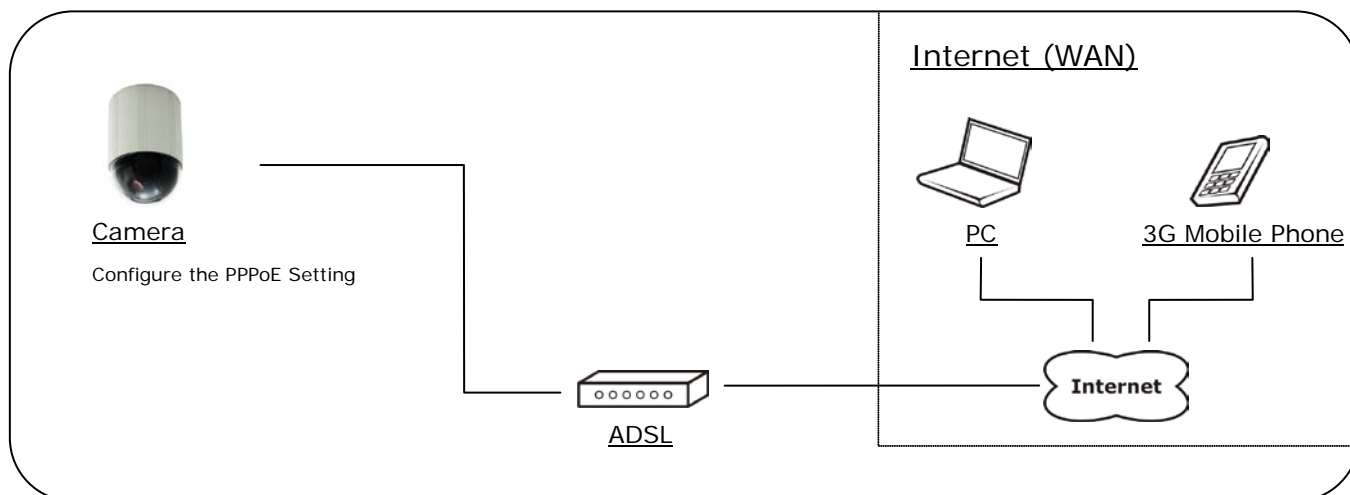 Internet (WAN)
Camera
Configure the PPPoE Setting
PC
3G Mobile Phone
Internet
ADSL